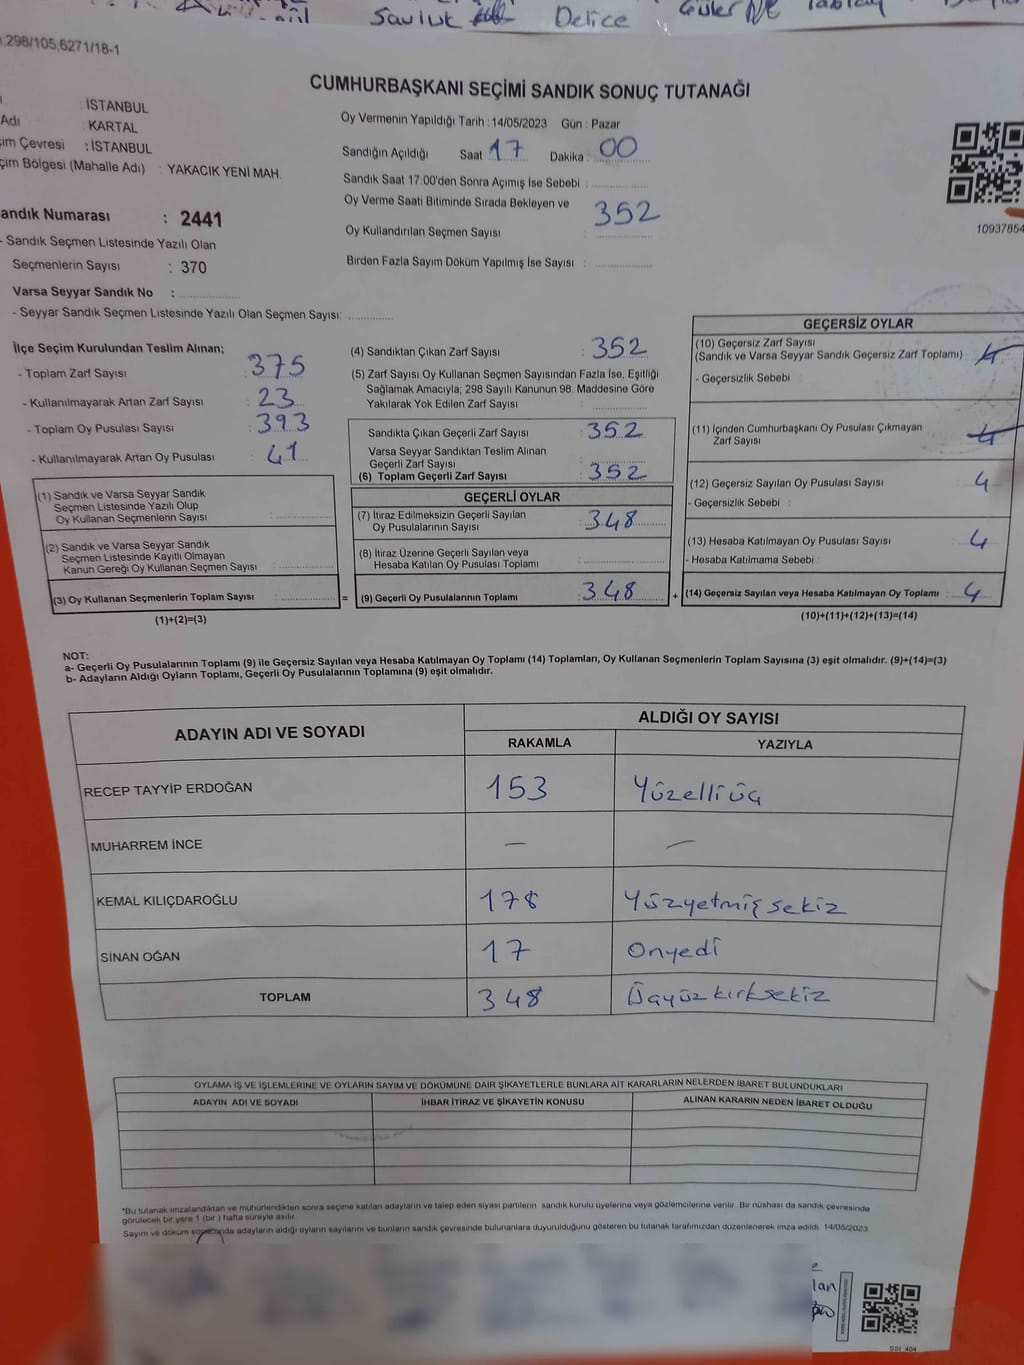 Savluk Delice Güler
298/105,6271/18-1
CUMHURBAŞKANI SEÇİMİ SANDIK SONUÇ TUTANAĞI
: İSTANBUL
Adı : KARTAL
Çevresi : İSTANBUL
Bölgesi (Mahalle Adı) : YAKACIK YENİ MAH.
Oy Vermenin Yapıldığı Tarih : 14/05/2023 Gün : Pazar
Sandığın Açıldığı Saat 17 Dakika : 00
Sandık Saat 17:00'den Sonra Açımış İse Sebebi :
Oy Verme Saati Bitiminde Sırada Bekleyen ve
Oy Kullandırılan Seçmen Sayısı : 352
Birden Fazla Sayım Döküm Yapılmış İse Sayısı :
10937854
andık Numarası : 2441
- Sandık Seçmen Listesinde Yazılı Olan
Seçmenlerin Sayısı : 370
Varsa Seyyar Sandık No :
- Seyyar Sandık Seçmen Listesinde Yazılı Olan Seçmen Sayısı:
İlçe Seçim Kurulundan Teslim Alınan;
- Toplam Zarf Sayısı : 375
- Kullanılmayarak Artan Zarf Sayısı : 23
- Toplam Oy Pusulası Sayısı : 393
- Kullanılmayarak Artan Oy Pusulası : 41
(1) Sandık ve Varsa Seyyar Sandık
Seçmen Listesinde Yazılı Olup
Oy Kullanan Seçmenlerin Sayısı :
(2) Sandık ve Varsa Seyyar Sandık
Seçmen Listesinde Kayıtlı Olmayan
Kanun Gereği Oy Kullanan Seçmen Sayısı :
(3) Oy Kullanan Seçmenlerin Toplam Sayısı : =
(1)+(2)=(3)
(4) Sandıktan Çıkan Zarf Sayısı : 352
(5) Zarf Sayısı Oy Kullanan Seçmen Sayısından Fazla İse, Eşitliği
Sağlamak Amacıyla; 298 Sayılı Kanunun 98. Maddesine Göre
Yakılarak Yok Edilen Zarf Sayısı :
Sandıkta Çıkan Geçerli Zarf Sayısı : 352
Varsa Seyyar Sandıktan Teslim Alınan
Geçerli Zarf Sayısı :
(6) Toplam Geçerli Zarf Sayısı : 352
GEÇERLİ OYLAR
(7) İtiraz Edilmeksizin Geçerli Sayılan
Oy Pusulalarının Sayısı : 348
(8) İtiraz Üzerine Geçerli Sayılan veya
Hesaba Katılan Oy Pusulası Toplamı :
(9) Geçerli Oy Pusulalarının Toplamı : 348 +
GEÇERSİZ OYLAR
(10) Geçersiz Zarf Sayısı
(Sandık ve Varsa Seyyar Sandık Geçersiz Zarf Toplamı) : 4
- Geçersizlik Sebebi :
(11) İçinden Cumhurbaşkanı Oy Pusulası Çıkmayan
Zarf Sayısı : 4
(12) Geçersiz Sayılan Oy Pusulası Sayısı : 4
- Geçersizlik Sebebi :
(13) Hesaba Katılmayan Oy Pusulası Sayısı : 4
- Hesaba Katılmama Sebebi :
(14) Geçersiz Sayılan veya Hesaba Katılmayan Oy Toplamı : 4
(10)+(11)+(12)+(13)=(14)
NOT:
a- Geçerli Oy Pusulalarının Toplamı (9) ile Geçersiz Sayılan veya Hesaba Katılmayan Oy Toplamı (14) Toplamları, Oy Kullanan Seçmenlerin Toplam Sayısına (3) eşit olmalıdır. (9)+(14)=(3)
b- Adayların Aldığı Oyların Toplamı, Geçerli Oy Pusulalarının Toplamına (9) eşit olmalıdır.
ADAYIN ADI VE SOYADI
ALDIĞI OY SAYISI
RAKAMLA YAZIYLA
RECEP TAYYİP ERDOĞAN 153 Yüzelliüç
MUHARREM İNCE — —
KEMAL KILIÇDAROĞLU 178 Yüzyetmişsekiz
SİNAN OĞAN 17 Onyedi
TOPLAM 348 Üçyüzkırksekiz
OYLAMA İŞ VE İŞLEMLERİNE VE OYLARIN SAYIM VE DÖKÜMÜNE DAİR ŞİKAYETLERLE BUNLARA AİT KARARLARIN NELERDEN İBARET BULUNDUKLARI
ADAYIN ADI VE SOYADI İHBAR İTİRAZ VE ŞİKAYETİN KONUSU ALINAN KARARIN NEDEN İBARET OLDUĞU
*Bu tutanak imzalandıktan ve mühürlendikten sonra seçime katılan adayların ve talep eden siyasi partilerin sandık kurulu üyelerine veya gözlemcilerine verilir. Bir nüshası da sandık çevresinde
görülecek bir yere 1 (bir) hafta süreyle asılır.
Sayım ve döküm sonucunda adayların aldığı oyların sayılarını ve bunların sandık çevresinde bulunanlara duyurulduğunu gösteren bu tutanak tarafımızdan düzenlenerek imza edildi. 14/05/2023
lan